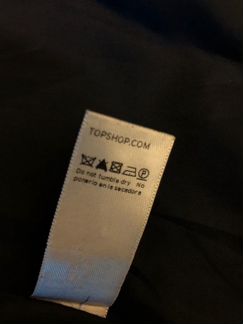 TOPSHOP.COM
Do not tumble dry No
ponerlo en la secadora